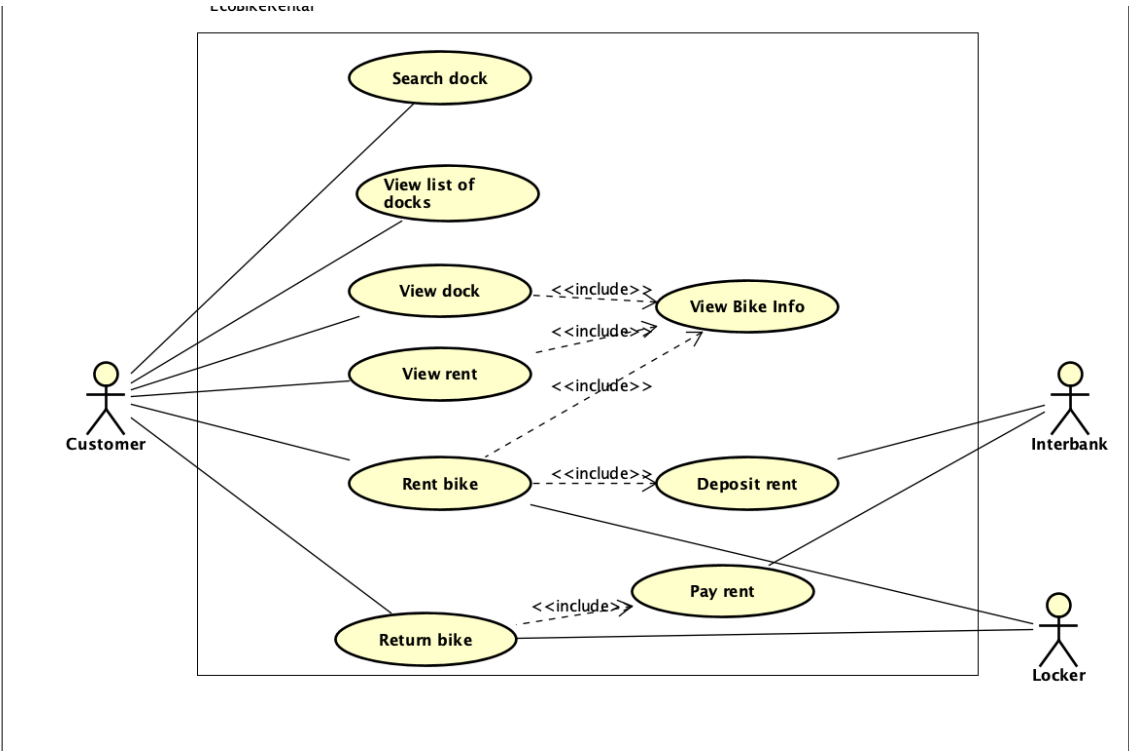 EcoBikeRental
Search dock
View list of
docks
View dock
<<include>>
View Bike Info
<<include>>
View rent
<<include>>
Customer
Interbank
Rent bike
<<include>>
Deposit rent
Pay rent
<<include>>
Return bike
Locker